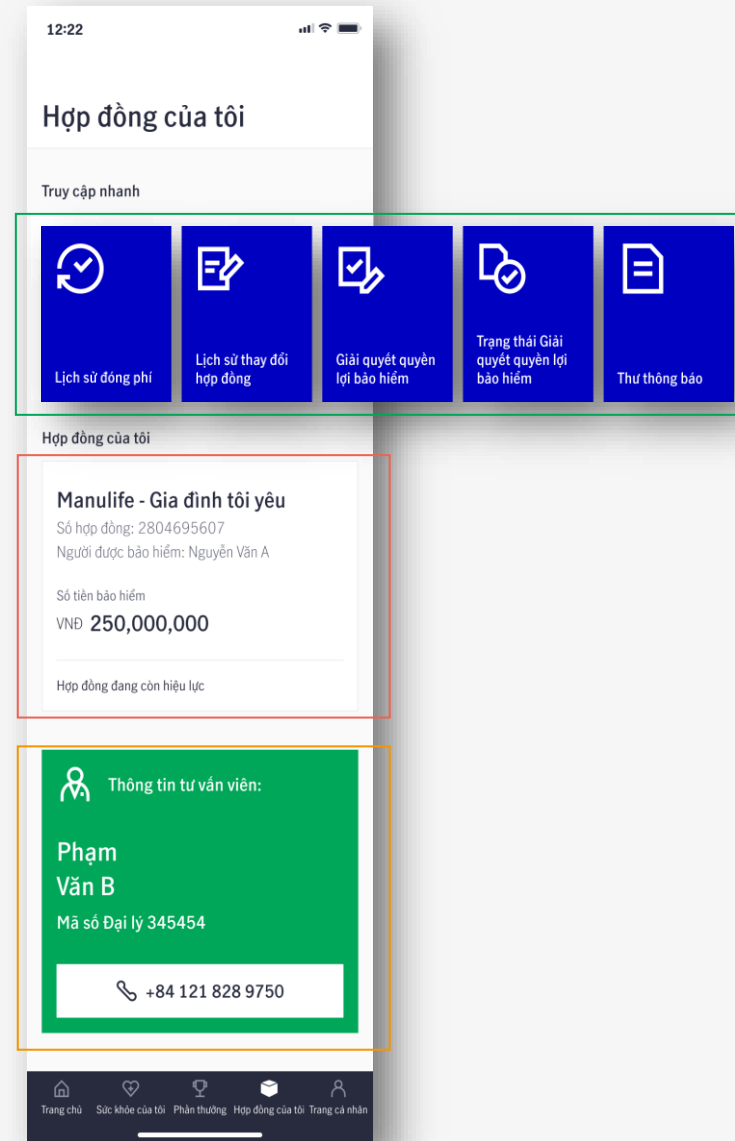 12:22
Hợp đồng của tôi
Truy cập nhanh
Lịch sử đóng phí
Lịch sử thay đổi
hợp đồng
Giải quyết quyền
lợi bảo hiểm
Trạng thái Giải
quyết quyền lợi
bảo hiểm
Thư thông báo
Hợp đồng của tôi
Manulife - Gia đình tôi yêu
Số hợp đồng: 2804695607
Người được bảo hiểm: Nguyễn Văn A
Số tiền bảo hiểm
VNĐ 250,000,000
Hợp đồng đang còn hiệu lực
Thông tin tư vấn viên:
Phạm
Văn B
Mã số Đại lý 345454
+84 121 828 9750
Trang chủ Sức khỏe của tôi Phần thưởng Hợp đồng của tôi Trang cá nhân